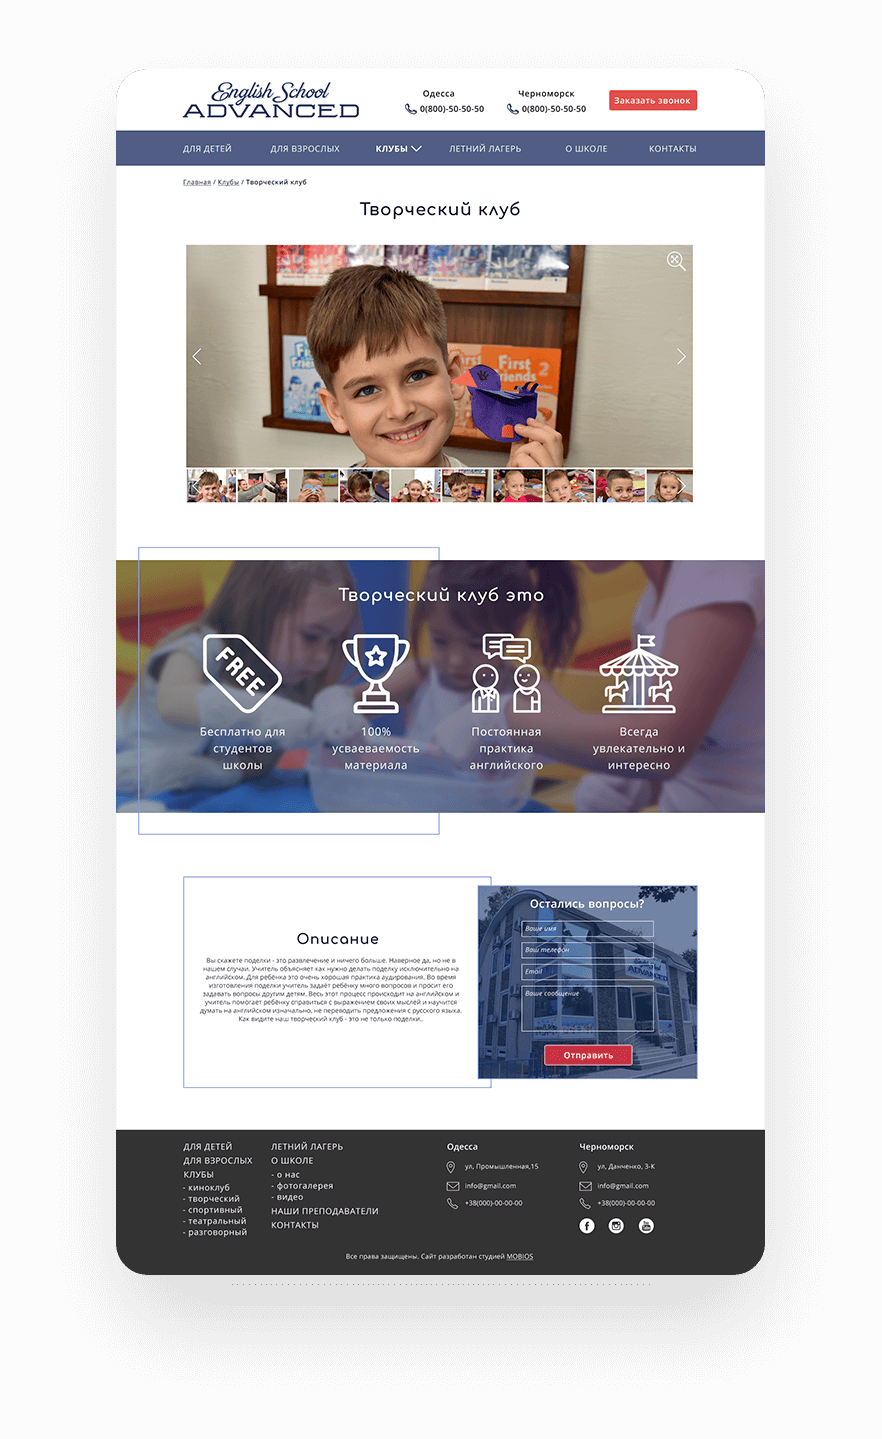 English School
ADVANCED
Одесса
0(800)-50-50-50
Черноморск
0(800)-50-50-50
Заказать звонок
ДЛЯ ДЕТЕЙ
ДЛЯ ВЗРОСЛЫХ
КЛУБЫ
ЛЕТНИЙ ЛАГЕРЬ
О ШКОЛЕ
КОНТАКТЫ
Главная / Клубы / Творческий клуб
Творческий клуб
First
Friends 2
Творческий клуб это
FREE
Бесплатно для
студентов
школы
100%
усваеваемость
материала
Постоянная
практика
английского
Всегда
увлекательно и
интересно
Описание
Вы скажете поделки - это развлечение и ничего больше. Наверное да, но не в
нашем случаи. Учитель объясняет как нужно делать поделку исключительно на
английском. Для ребёнка это очень хорошая практика аудирования. Во время
изготовления поделки учитель задаёт ребёнку много вопросов и просит его
задавать вопросы другим детям. Весь этот процесс происходит на английском и
учитель помогает ребёнку справиться с выражением своих мыслей и научится
думать на английском изначально, не переводить предложения с русского языка.
Как видите наш творческий клуб - это не только поделки..
Остались вопросы?
Ваше имя
Ваш телефон
Email
Ваше сообщение
Отправить
ДЛЯ ДЕТЕЙ
ДЛЯ ВЗРОСЛЫХ
КЛУБЫ
- киноклуб
- творческий
- спортивный
- театральный
- разговорный
ЛЕТНИЙ ЛАГЕРЬ
О ШКОЛЕ
- о нас
- фотогалерея
- видео
НАШИ ПРЕПОДАВАТЕЛИ
КОНТАКТЫ
Одесса
ул, Промышленная,15
info@gmail.com
+38(000)-00-00-00
Черноморск
ул, Данченко, 3-К
info@gmail.com
+38(000)-00-00-00
Все права защищены. Сайт разработан студией MOBIOS